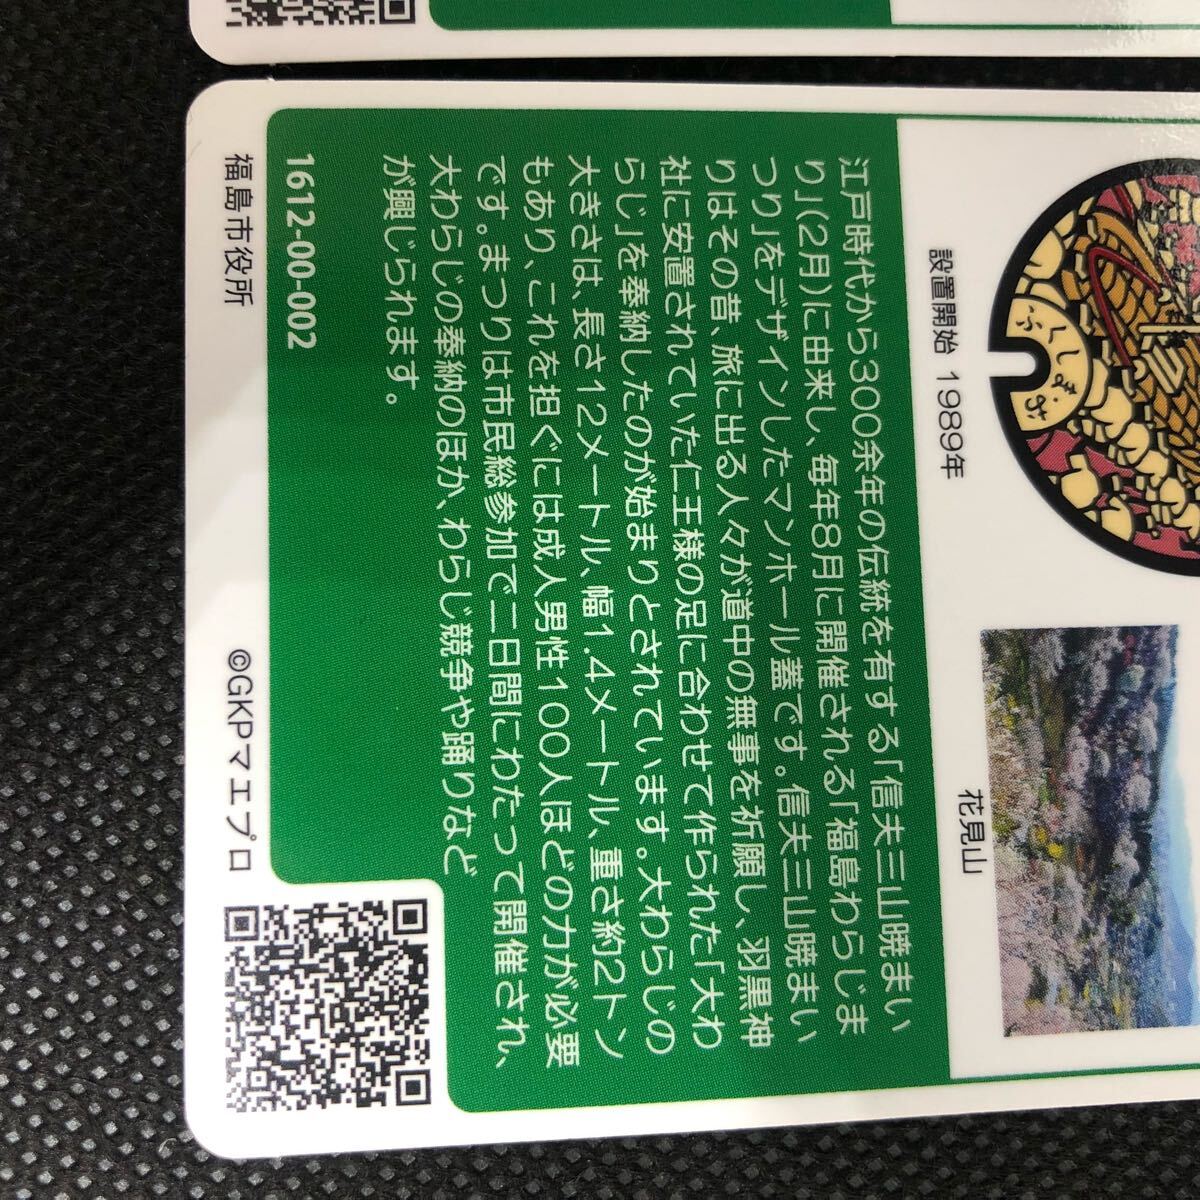 ふくしま市
設置開始 1989年
花見山
江戸時代から300余年の伝統を有する「信夫三山暁まい
り」(2月)に由来し、毎年8月に開催される「福島わらじま
つり」をデザインしたマンホール蓋です。信夫三山暁まい
りはその昔、旅に出る人々が道中の無事を祈願し、羽黒神
社に安置されていた仁王様の足に合わせて作られた「大わ
らじ」を奉納したのが始まりとされています。大わらじの
大きさは、長さ12メートル、幅1.4メートル、重さ約2トン
もあり、これを担ぐには成人男性100人ほどの力が必要
です。まつりは市民総参加で二日間にわたって開催され、
大わらじの奉納のほか、わらじ競争や踊りなど
が興じられます。
1612-00-002
福島市役所
©GKPマエプロ